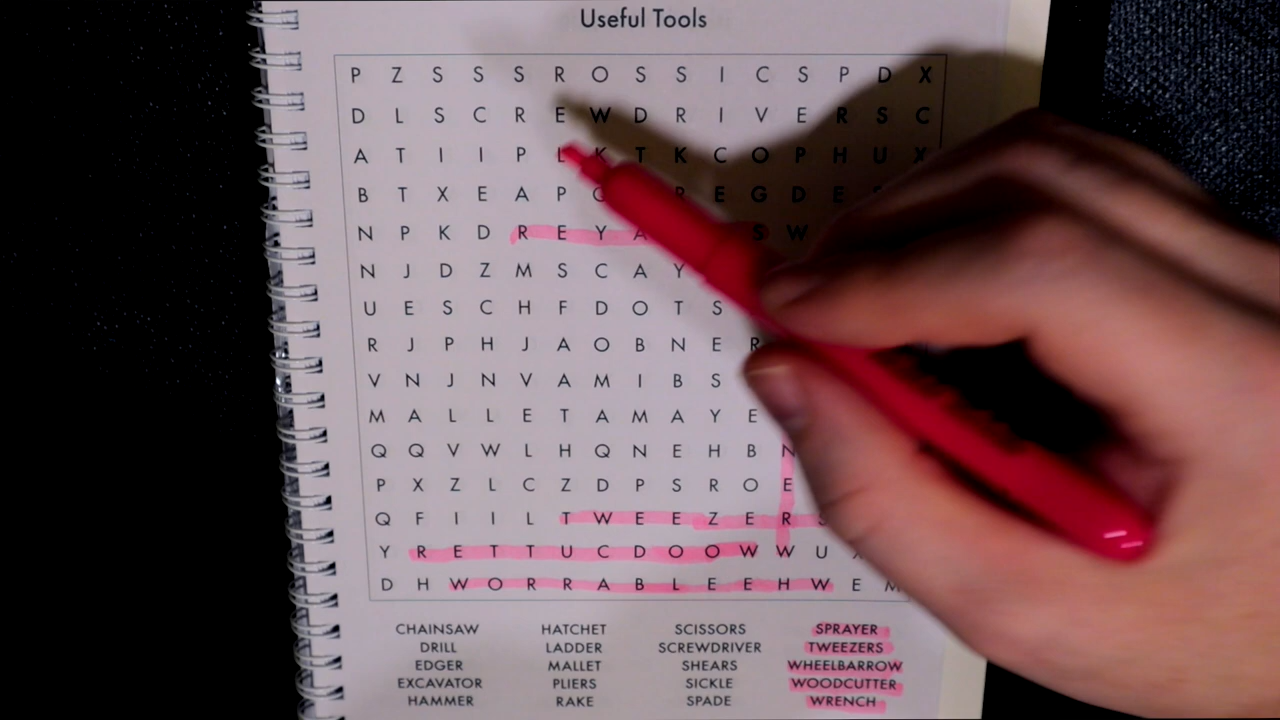 Useful Tools
P Z S S S R O S S I C S P D X
D L S C R E W D R I V E R S C
A T I I P L K T K C O P H U X
B T X E A P R E G D E
N P K D R E Y A S W
N J D Z M S C A Y
U E S C H F D O T S
R J P H J A O B N E R
V N J N V A M I B S
M A L L E T A M A Y E
Q Q V W L H Q N E H B N
P X Z L C Z D P S R O E
Q F I I L T W E E Z E R S
Y R E T T U C D O O W W U X
D H W O R R A B L E E H W E M
CHAINSAW HATCHET SCISSORS SPRAYER
DRILL LADDER SCREWDRIVER TWEEZERS
EDGER MALLET SHEARS WHEELBARROW
EXCAVATOR PLIERS SICKLE WOODCUTTER
HAMMER RAKE SPADE WRENCH